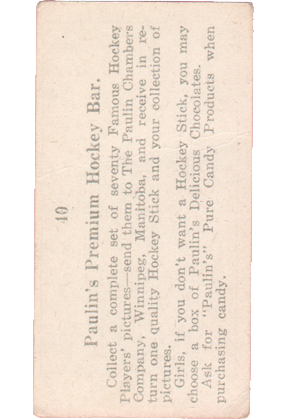 40
Paulin's Premium Hockey Bar.
Collect a complete set of seventy Famous Hockey
Players' pictures—send them to The Paulin Chambers
Company, Winnipeg, Manitoba, and receive in re-
turn one quality Hockey Stick and your collection of
pictures.
Girls, if you don't want a Hockey Stick, you may
choose a box of Paulin's Delicious Chocolates.
Ask for "Paulin's" Pure Candy Products when
purchasing candy.